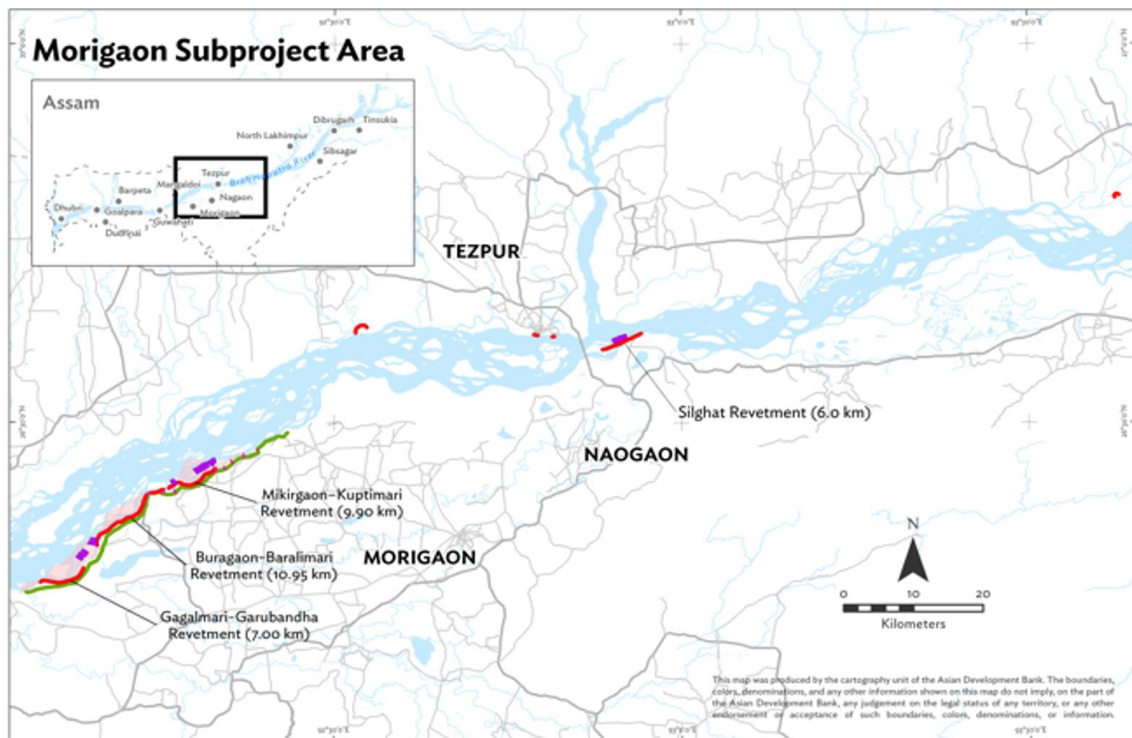 Morigaon Subproject Area
Assam
Dibrugarh
Tinsukia
North Lakhimpur
Sibsagar
Brahmaputra River
Tezpur
Mangaldoi
Barpeta
Nagaon
Dhubri
Goalpara
Morigaon
Guwahati
Dudhnai
TEZPUR
Silghat Revetment (6.0 km)
NAOGAON
Mikirgaon–Kuptimari
Revetment (9.90 km)
MORIGAON
Buragaon–Baralimari
Revetment (10.95 km)
Gagalmari–Garubandha
Revetment (7.00 km)
N
0 10 20
Kilometers
This map was produced by the cartography unit of the Asian Development Bank. The boundaries,
colors, denominations, and any other information shown on this map do not imply, on the part of
the Asian Development Bank, any judgement on the legal status of any territory, or any other
endorsement or acceptance of such boundaries, colors, denominations, or information.